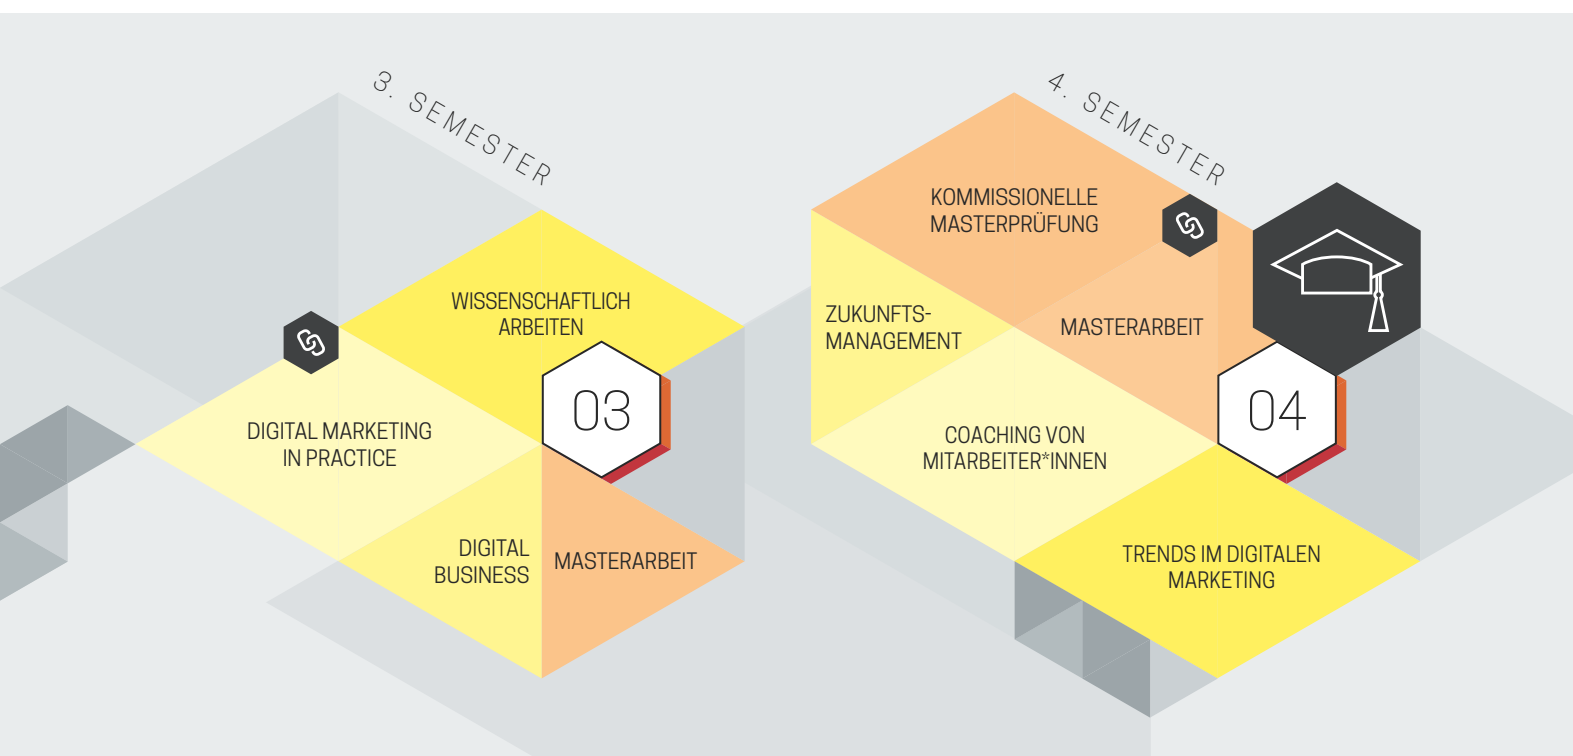 3. SEMESTER
WISSENSCHAFTLICH
ARBEITEN
03
DIGITAL MARKETING
IN PRACTICE
DIGITAL
BUSINESS
MASTERARBEIT
4. SEMESTER
KOMMISSIONELLE
MASTERPRÜFUNG
ZUKUNFTS-
MANAGEMENT
MASTERARBEIT
04
COACHING VON
MITARBEITER*INNEN
TRENDS IM DIGITALEN
MARKETING